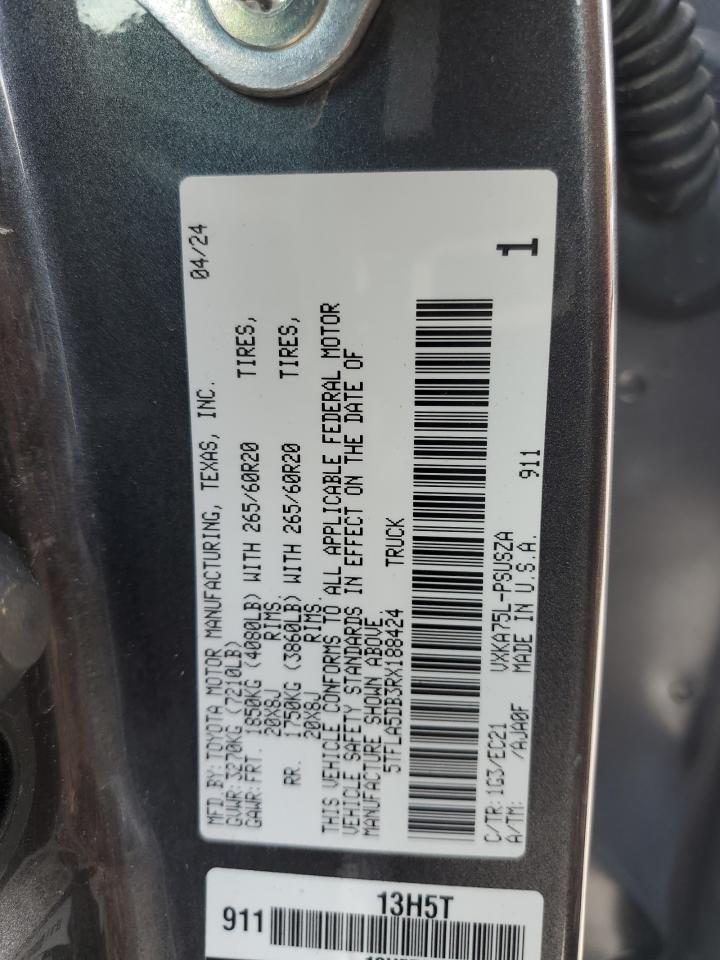 MFD.BY:TOYOTA MOTOR MANUFACTURING, TEXAS, INC. 04/24
GVWR:3270KG (7210LB)
GAWR:FRT. 1850KG (4080LB) WITH 265/60R20 TIRES,
20X8J RIMS.
RR. 1750KG (3860LB) WITH 265/60R20 TIRES,
20X8J RIMS.
THIS VEHICLE CONFORMS TO ALL APPLICABLE FEDERAL MOTOR
VEHICLE SAFETY STANDARDS IN EFFECT ON THE DATE OF
MANUFACTURE SHOWN ABOVE.
5TFLA5DB3RX188424 TRUCK
C/TR:1G3/EC21 VXKA75L-PSUSZA 911
A/TM: /AJA0F MADE IN U.S.A. 1
911 13H5T